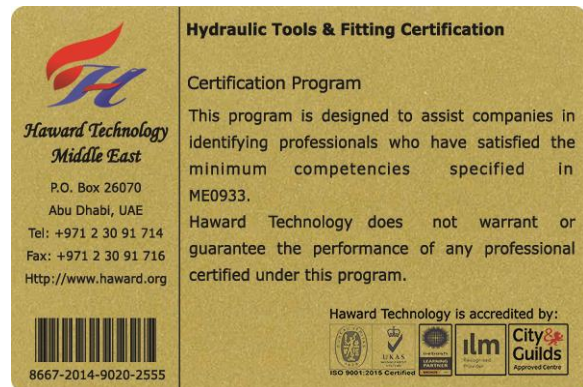 Haward Technology
Middle East
P.O. Box 26070
Abu Dhabi, UAE
Tel: +971 2 30 91 714
Fax: +971 2 30 91 716
Http://www.haward.org
8667-2014-9020-2555
Hydraulic Tools & Fitting Certification
Certification Program
This program is designed to assist companies in
identifying professionals who have satisfied the
minimum competencies specified in
ME0933.
Haward Technology does not warrant or
guarantee the performance of any professional
certified under this program.
Haward Technology is accredited by:
UKAS
ISO 9001:2015 Certified
LEARNING
PARTNER
ilm
Recognised
Provider
City&
Guilds
Approved Centre